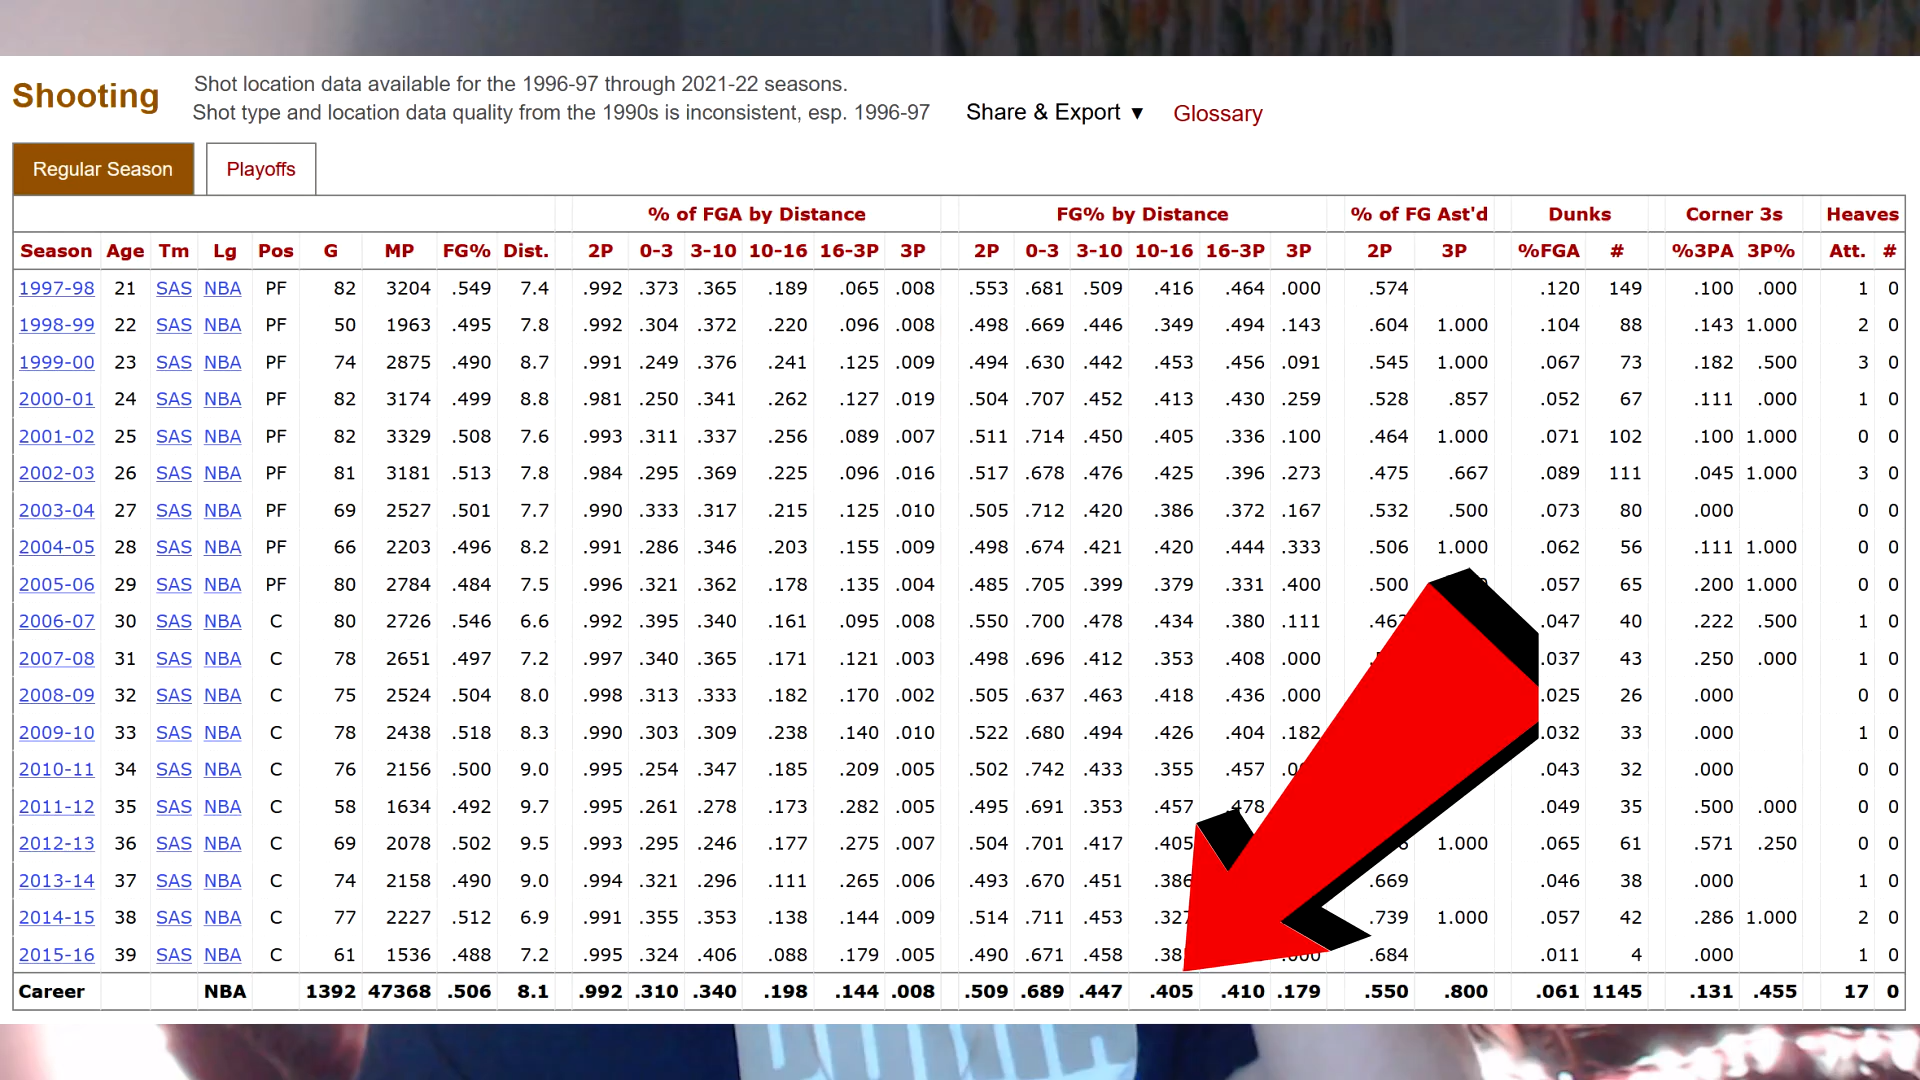 Shooting
Shot location data available for the 1996-97 through 2021-22 seasons.
Shot type and location data quality from the 1990s is inconsistent, esp. 1996-97
Share & Export ▼
Glossary
Regular Season
Playoffs
% of FGA by Distance FG% by Distance % of FG Ast'd Dunks Corner 3s Heaves
Season Age Tm Lg Pos G MP FG% Dist. 2P 0-3 3-10 10-16 16-3P 3P 2P 0-3 3-10 10-16 16-3P 3P 2P 3P %FGA # %3PA 3P% Att. #
1997-98 21 SAS NBA PF 82 3204 .549 7.4 .992 .373 .365 .189 .065 .008 .553 .681 .509 .416 .464 .000 .574 .120 149 .100 .000 1 0
1998-99 22 SAS NBA PF 50 1963 .495 7.8 .992 .304 .372 .220 .096 .008 .498 .669 .446 .349 .494 .143 .604 1.000 .104 88 .143 1.000 2 0
1999-00 23 SAS NBA PF 74 2875 .490 8.7 .991 .249 .376 .241 .125 .009 .494 .630 .442 .453 .456 .091 .545 1.000 .067 73 .182 .500 3 0
2000-01 24 SAS NBA PF 82 3174 .499 8.8 .981 .250 .341 .262 .127 .019 .504 .707 .452 .413 .430 .259 .528 .857 .052 67 .111 .000 1 0
2001-02 25 SAS NBA PF 82 3329 .508 7.6 .993 .311 .337 .256 .089 .007 .511 .714 .450 .405 .336 .100 .464 1.000 .071 102 .100 1.000 0 0
2002-03 26 SAS NBA PF 81 3181 .513 7.8 .984 .295 .369 .225 .096 .016 .517 .678 .476 .425 .396 .273 .475 .667 .089 111 .045 1.000 3 0
2003-04 27 SAS NBA PF 69 2527 .501 7.7 .990 .333 .317 .215 .125 .010 .505 .712 .420 .386 .372 .167 .532 .500 .073 80 .000 0 0
2004-05 28 SAS NBA PF 66 2203 .496 8.2 .991 .286 .346 .203 .155 .009 .498 .674 .421 .420 .444 .333 .506 1.000 .062 56 .111 1.000 0 0
2005-06 29 SAS NBA PF 80 2784 .484 7.5 .996 .321 .362 .178 .135 .004 .485 .705 .399 .379 .331 .400 .500 .057 65 .200 1.000 0 0
2006-07 30 SAS NBA C 80 2726 .546 6.6 .992 .395 .340 .161 .095 .008 .550 .700 .478 .434 .380 .111 .047 40 .222 .500 1 0
2007-08 31 SAS NBA C 78 2651 .497 7.2 .997 .340 .365 .171 .121 .003 .498 .696 .412 .353 .408 .000 .037 43 .250 .000 1 0
2008-09 32 SAS NBA C 75 2524 .504 8.0 .998 .313 .333 .182 .170 .002 .505 .637 .463 .418 .436 .000 .025 26 .000 0 0
2009-10 33 SAS NBA C 78 2438 .518 8.3 .990 .303 .309 .238 .140 .010 .522 .680 .494 .426 .404 .182 .032 33 .000 1 0
2010-11 34 SAS NBA C 76 2156 .500 9.0 .995 .254 .347 .185 .209 .005 .502 .742 .433 .355 .457 .043 32 .000 0 0
2011-12 35 SAS NBA C 58 1634 .492 9.7 .995 .261 .278 .173 .282 .005 .495 .691 .353 .457 .478 .049 35 .500 .000 0 0
2012-13 36 SAS NBA C 69 2078 .502 9.5 .993 .295 .246 .177 .275 .007 .504 .701 .417 .405 1.000 .065 61 .571 .250 0 0
2013-14 37 SAS NBA C 74 2158 .490 9.0 .994 .321 .296 .111 .265 .006 .493 .670 .451 .386 .669 .046 38 .000 1 0
2014-15 38 SAS NBA C 77 2227 .512 6.9 .991 .355 .353 .138 .144 .009 .514 .711 .453 .327 .739 1.000 .057 42 .286 1.000 2 0
2015-16 39 SAS NBA C 61 1536 .488 7.2 .995 .324 .406 .088 .179 .005 .490 .671 .458 .000 .684 .011 4 .000 1 0
Career NBA 1392 47368 .506 8.1 .992 .310 .340 .198 .144 .008 .509 .689 .447 .405 .410 .179 .550 .800 .061 1145 .131 .455 17 0